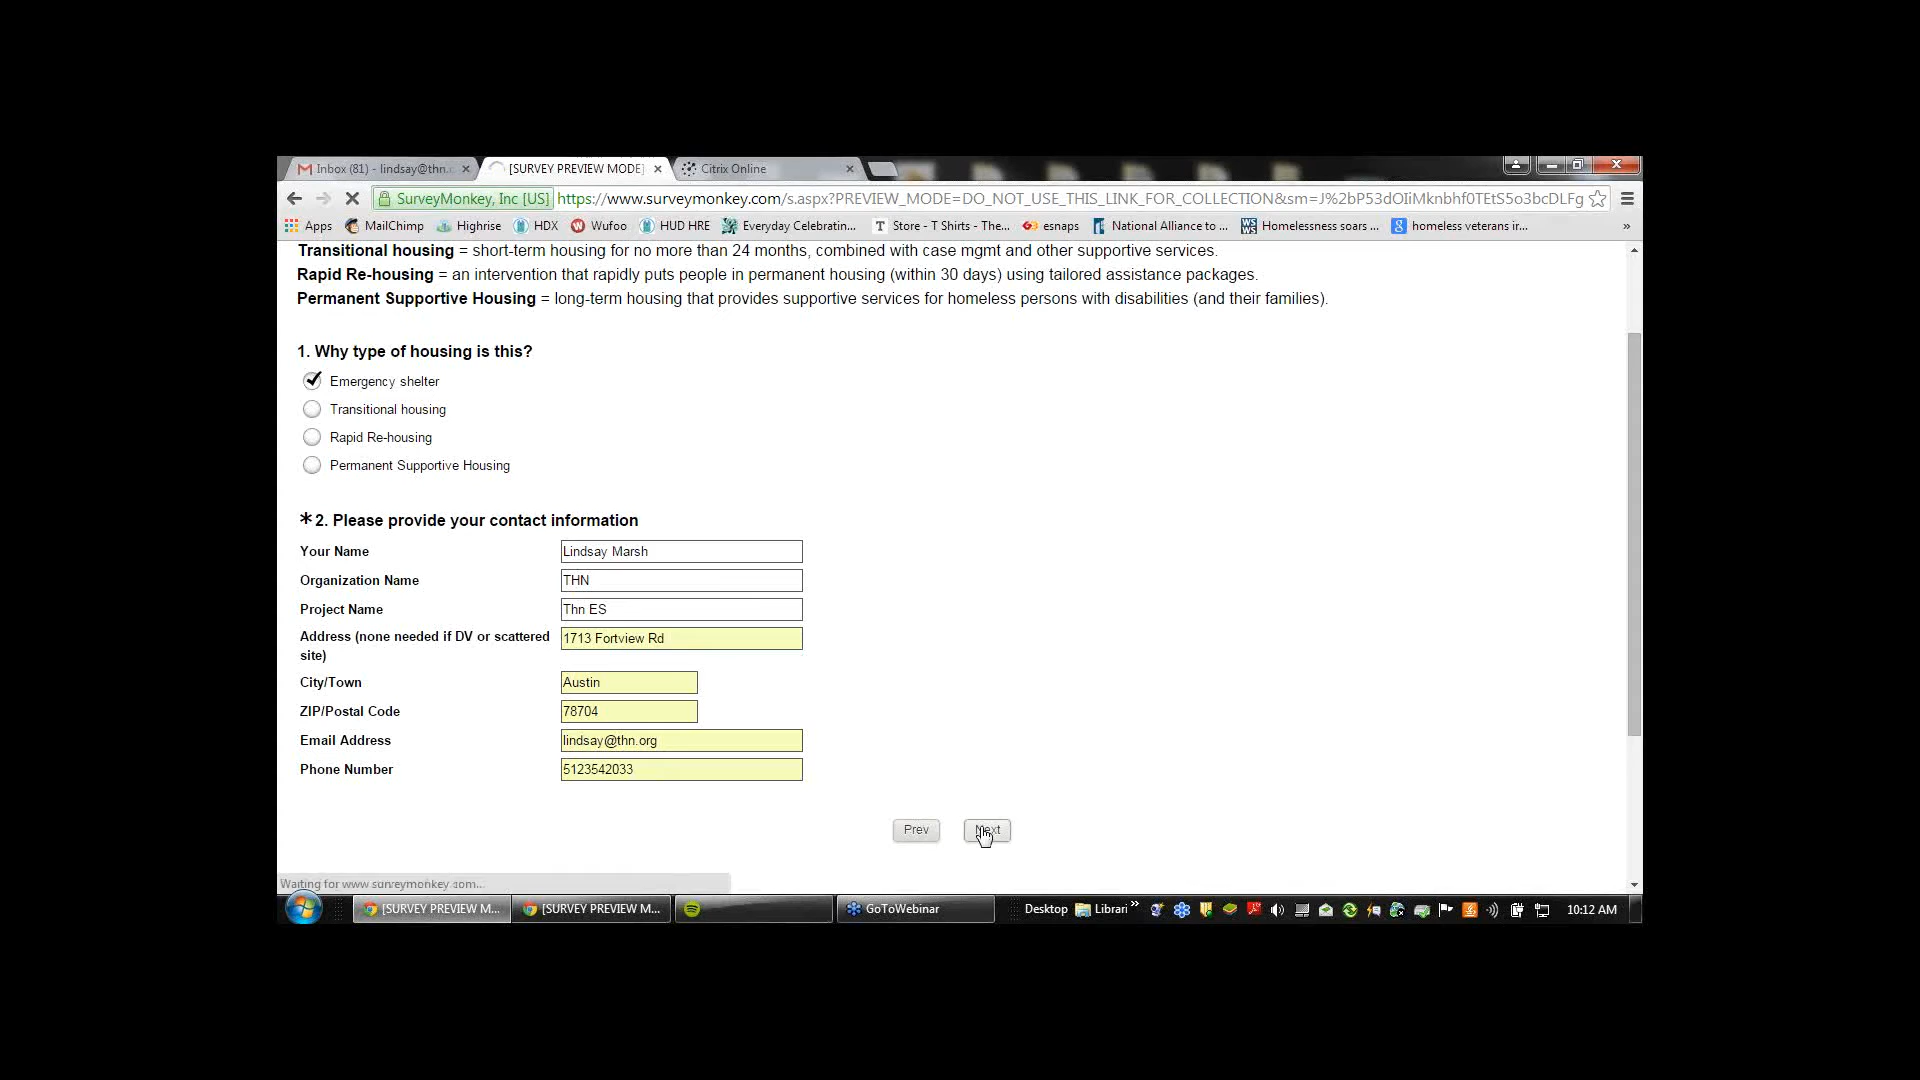 Inbox (81) - lindsay@thn.
[SURVEY PREVIEW MODE]
Citrix Online
SurveyMonkey, Inc [US]
https://www.surveymonkey.com/s.aspx?PREVIEW_MODE=DO_NOT_USE_THIS_LINK_FOR_COLLECTION&sm=J%2bP53dOIiMknbhf0TEtS5o3bcDLFg
Apps MailChimp Highrise HDX Wufoo HUD HRE Everyday Celebratin... Store - T Shirts - The... esnaps National Alliance to ... Homelessness soars ... homeless veterans ir... »
Transitional housing = short-term housing for no more than 24 months, combined with case mgmt and other supportive services.
Rapid Re-housing = an intervention that rapidly puts people in permanent housing (within 30 days) using tailored assistance packages.
Permanent Supportive Housing = long-term housing that provides supportive services for homeless persons with disabilities (and their families).
1. Why type of housing is this?
Emergency shelter
Transitional housing
Rapid Re-housing
Permanent Supportive Housing
*2. Please provide your contact information
Your Name Lindsay Marsh
Organization Name THN
Project Name Thn ES
Address (none needed if DV or scattered site) 1713 Fortview Rd
City/Town Austin
ZIP/Postal Code 78704
Email Address lindsay@thn.org
Phone Number 5123542033
Prev Next
Waiting for www.surveymonkey.com...
[SURVEY PREVIEW M... [SURVEY PREVIEW M... GoToWebinar Desktop Librari » 10:12 AM